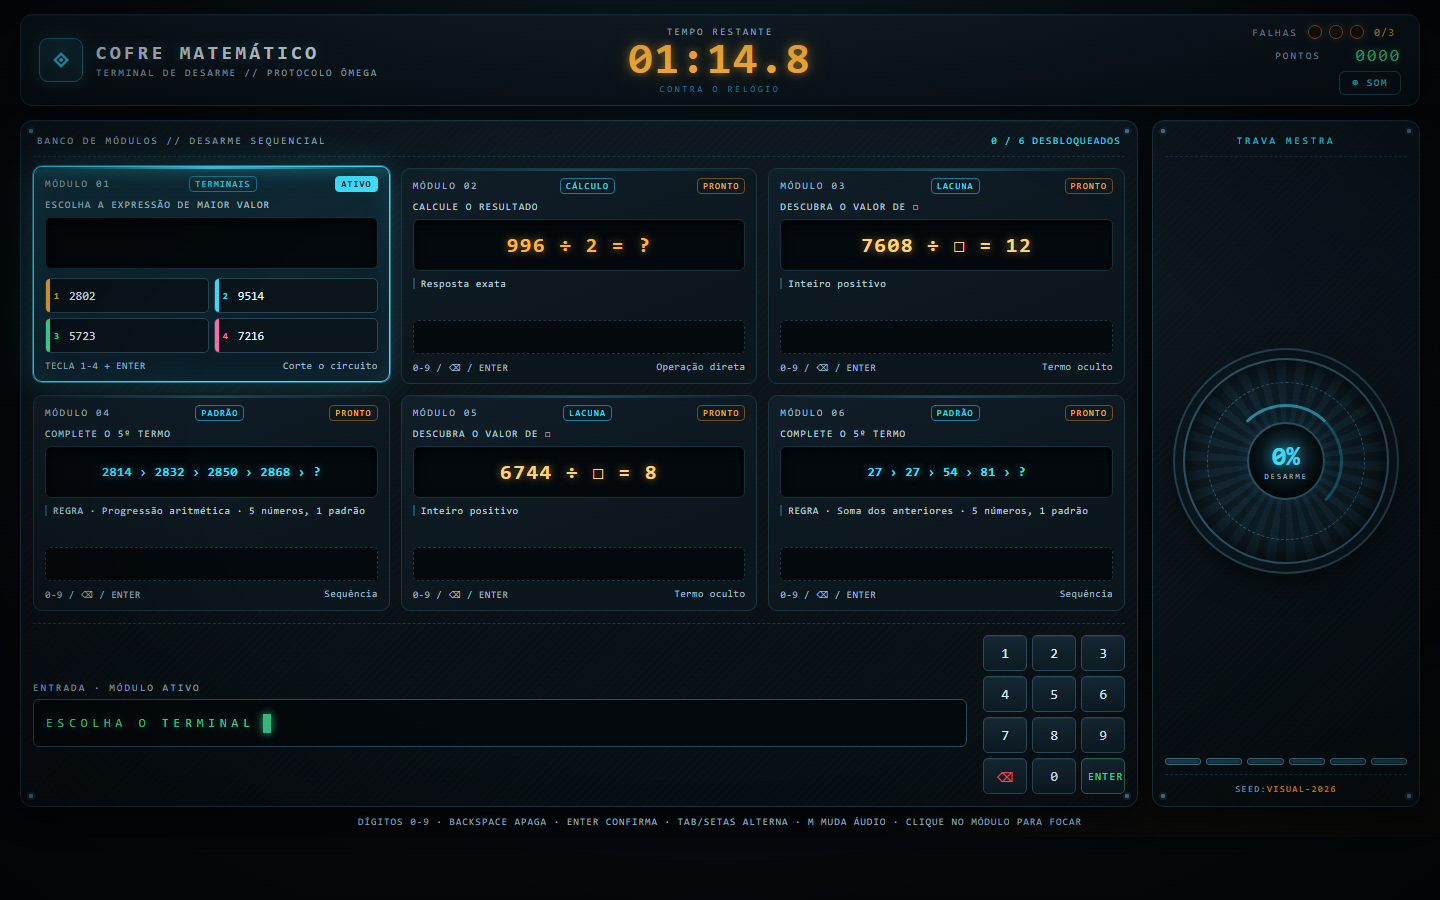 COFRE MATEMÁTICO
TERMINAL DE DESARME // PROTOCOLO ÔMEGA
TEMPO RESTANTE
01:14.8
CONTRA O RELÓGIO
FALHAS 0/3
PONTOS 0000
SOM
BANCO DE MÓDULOS // DESARME SEQUENCIAL
0 / 6 DESBLOQUEADOS
MÓDULO 01 TERMINAIS ATIVO
ESCOLHA A EXPRESSÃO DE MAIOR VALOR
1 2802
2 9514
3 5723
4 7216
TECLA 1-4 + ENTER Corte o circuito
MÓDULO 02 CÁLCULO PRONTO
CALCULE O RESULTADO
996 ÷ 2 = ?
Resposta exata
0-9 / ⌫ / ENTER Operação direta
MÓDULO 03 LACUNA PRONTO
DESCUBRA O VALOR DE □
7608 ÷ □ = 12
Inteiro positivo
0-9 / ⌫ / ENTER Termo oculto
MÓDULO 04 PADRÃO PRONTO
COMPLETE O 5º TERMO
2814 › 2832 › 2850 › 2868 › ?
REGRA · Progressão aritmética · 5 números, 1 padrão
0-9 / ⌫ / ENTER Sequência
MÓDULO 05 LACUNA PRONTO
DESCUBRA O VALOR DE □
6744 ÷ □ = 8
Inteiro positivo
0-9 / ⌫ / ENTER Termo oculto
MÓDULO 06 PADRÃO PRONTO
COMPLETE O 5º TERMO
27 › 27 › 54 › 81 › ?
REGRA · Soma dos anteriores · 5 números, 1 padrão
0-9 / ⌫ / ENTER Sequência
ENTRADA · MÓDULO ATIVO
ESCOLHA O TERMINAL
1 2 3
4 5 6
7 8 9
⌫ 0 ENTER
TRAVA MESTRA
0%
DESARME
SEED:VISUAL-2026
DÍGITOS 0-9 · BACKSPACE APAGA · ENTER CONFIRMA · TAB/SETAS ALTERNA · M MUDA ÁUDIO · CLIQUE NO MÓDULO PARA FOCAR